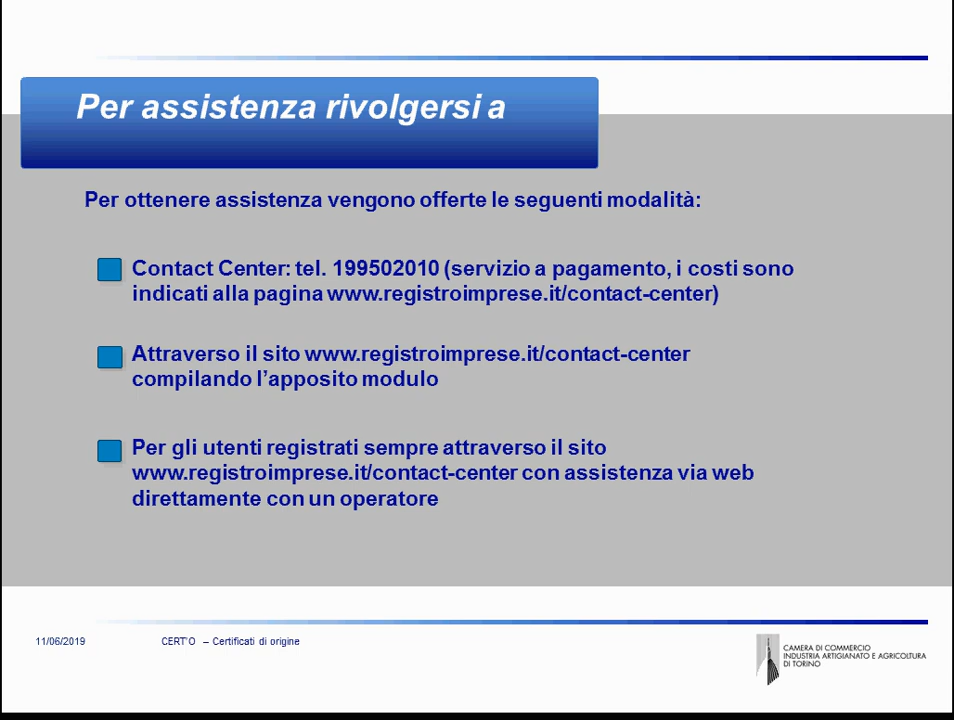 Per assistenza rivolgersi a
Per ottenere assistenza vengono offerte le seguenti modalità:
Contact Center: tel. 199502010 (servizio a pagamento, i costi sono
indicati alla pagina www.registroimprese.it/contact-center)
Attraverso il sito www.registroimprese.it/contact-center
compilando l’apposito modulo
Per gli utenti registrati sempre attraverso il sito
www.registroimprese.it/contact-center con assistenza via web
direttamente con un operatore
11/06/2019
CERT'O – Certificati di origine
CAMERA DI COMMERCIO
INDUSTRIA ARTIGIANATO E AGRICOLTURA
DI TORINO